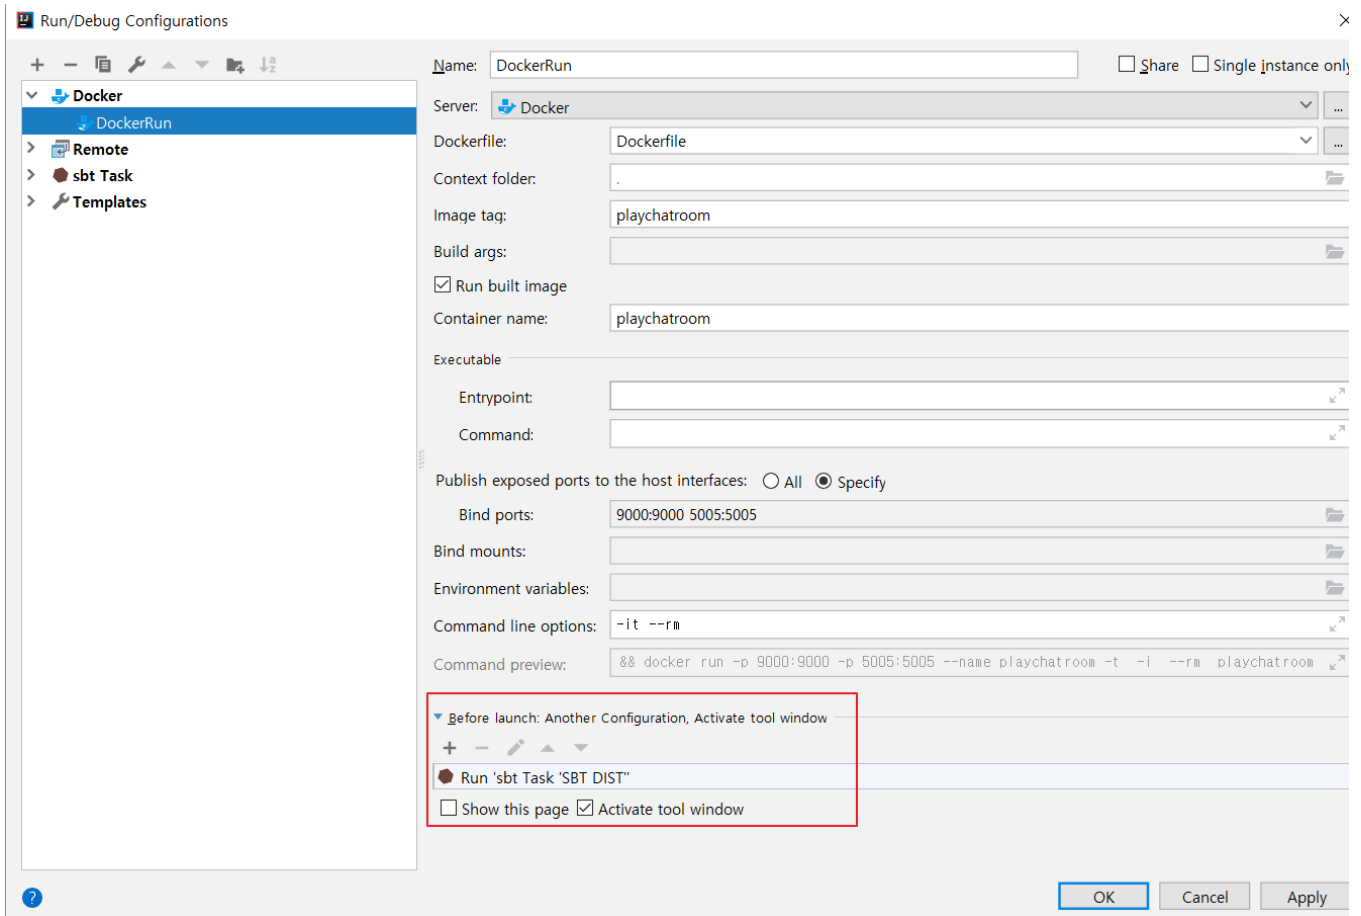 Run/Debug Configurations
Name: DockerRun
Share
Single instance only
Docker
DockerRun
Remote
sbt Task
Templates
Server: Docker
...
Dockerfile: Dockerfile
...
Context folder: .
Image tag: playchatroom
Build args:
Run built image
Container name: playchatroom
Executable
Entrypoint:
Command:
Publish exposed ports to the host interfaces: All Specify
Bind ports: 9000:9000 5005:5005
Bind mounts:
Environment variables:
Command line options: -it --rm
Command preview: && docker run -p 9000:9000 -p 5005:5005 --name playchatroom -t -i --rm playchatroom
Before launch: Another Configuration, Activate tool window
Run 'sbt Task 'SBT DIST''
Show this page Activate tool window
?
OK Cancel Apply